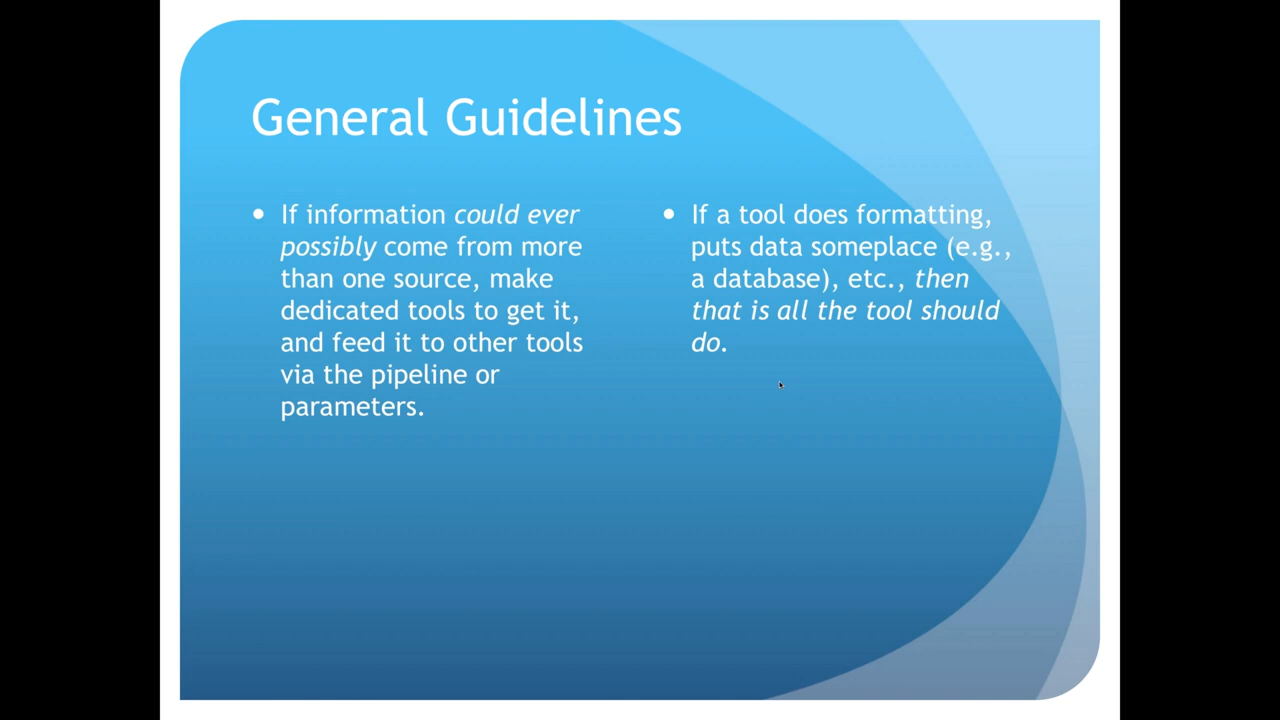 General Guidelines
• If information could ever
possibly come from more
than one source, make
dedicated tools to get it,
and feed it to other tools
via the pipeline or
parameters.
• If a tool does formatting,
puts data someplace (e.g.,
a database), etc., then
that is all the tool should
do.